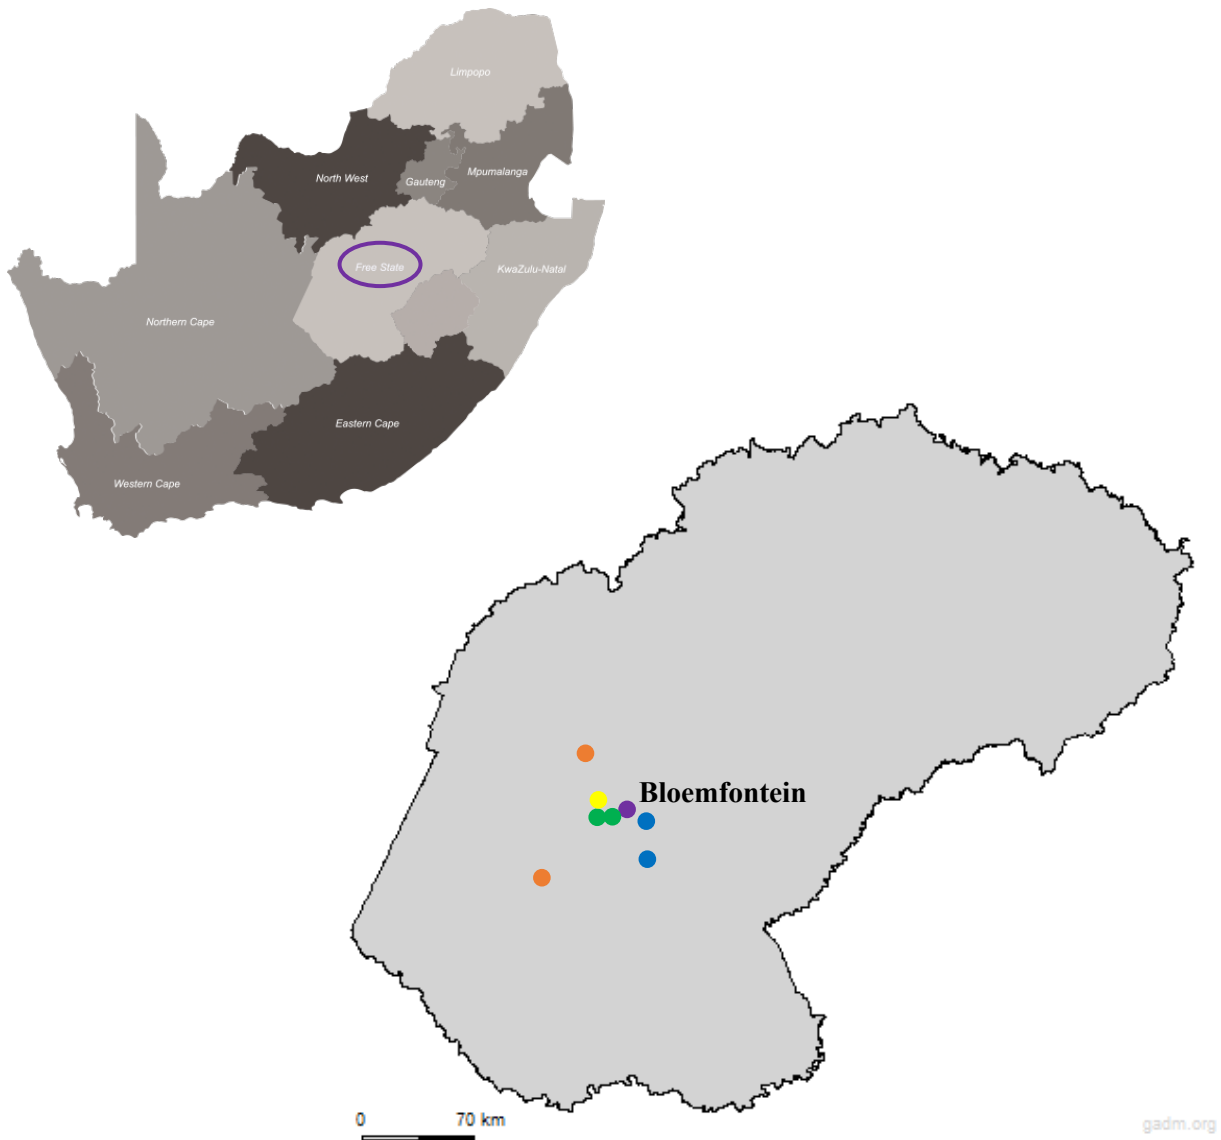 Limpopo
North West
Gauteng
Mpumalanga
Free State
KwaZulu-Natal
Northern Cape
Eastern Cape
Western Cape
Bloemfontein
0 70 km
gadm.org